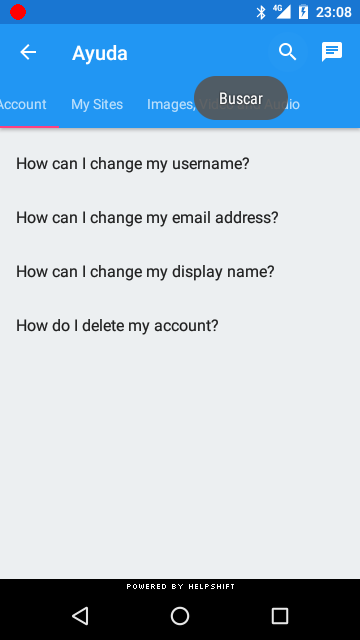 4G 23:08
Ayuda
Account My Sites Images, Audio
Buscar
How can I change my username?
How can I change my email address?
How can I change my display name?
How do I delete my account?
POWERED BY HELPSHIFT